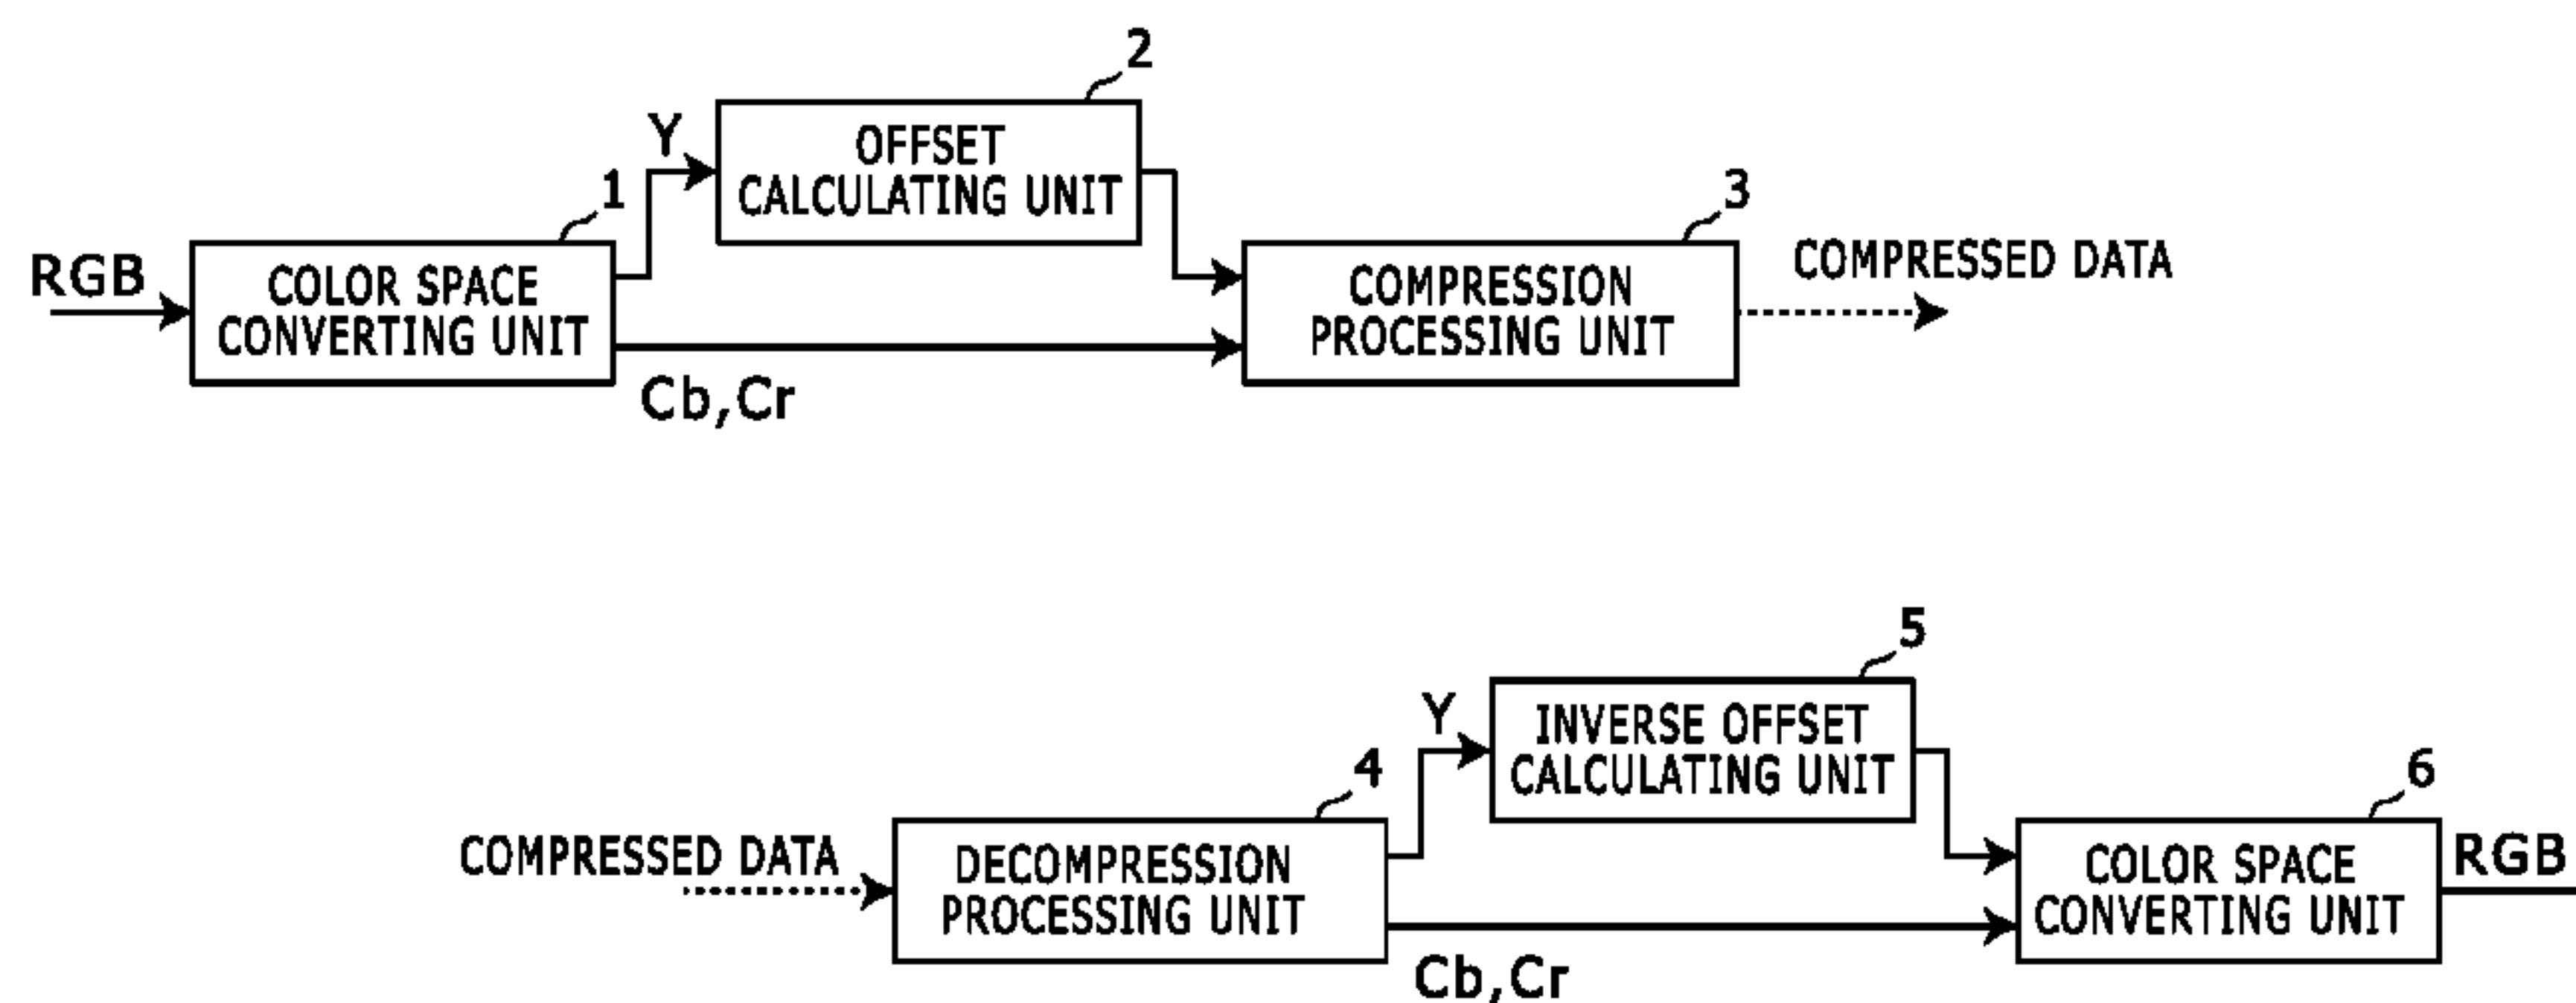 2
Y
OFFSET
CALCULATING UNIT
1
3
RGB
COLOR SPACE
CONVERTING UNIT
COMPRESSION
PROCESSING UNIT
COMPRESSED DATA
Cb,Cr
5
Y
INVERSE OFFSET
CALCULATING UNIT
4
6
COMPRESSED DATA
DECOMPRESSION
PROCESSING UNIT
COLOR SPACE
CONVERTING UNIT
RGB
Cb,Cr